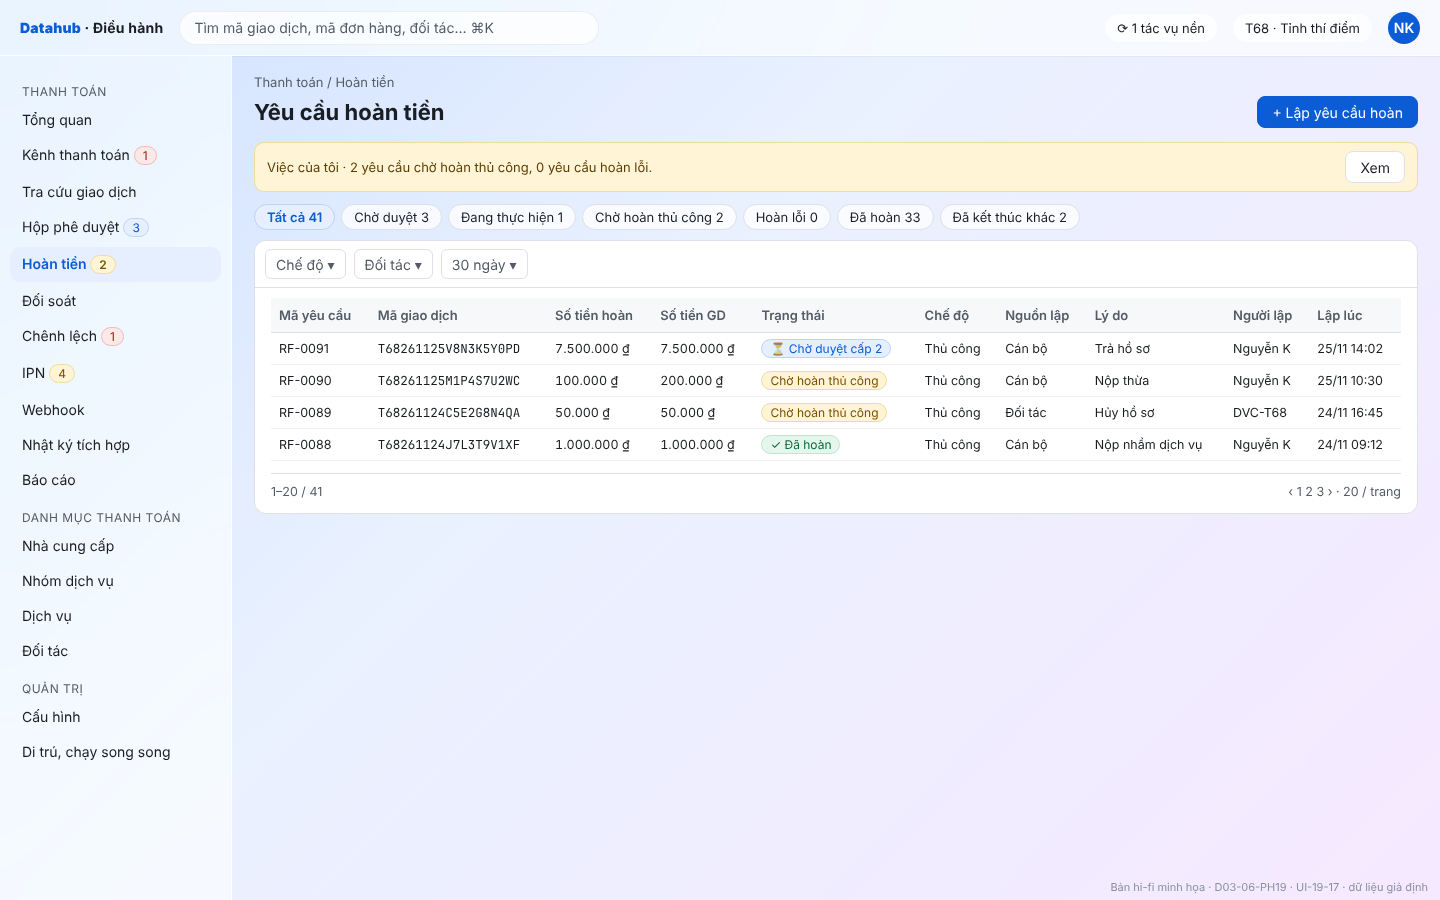 Datahub · Điều hành
Tìm mã giao dịch, mã đơn hàng, đối tác... ⌘K
⟳ 1 tác vụ nền
T68 · Tỉnh thí điểm
NK
THANH TOÁN
Tổng quan
Kênh thanh toán 1
Tra cứu giao dịch
Hộp phê duyệt 3
Hoàn tiền 2
Đối soát
Chênh lệch 1
IPN 4
Webhook
Nhật ký tích hợp
Báo cáo
DANH MỤC THANH TOÁN
Nhà cung cấp
Nhóm dịch vụ
Dịch vụ
Đối tác
QUẢN TRỊ
Cấu hình
Di trú, chạy song song
Thanh toán / Hoàn tiền
Yêu cầu hoàn tiền
+ Lập yêu cầu hoàn
Việc của tôi · 2 yêu cầu chờ hoàn thủ công, 0 yêu cầu hoàn lỗi.
Xem
Tất cả 41 Chờ duyệt 3 Đang thực hiện 1 Chờ hoàn thủ công 2 Hoàn lỗi 0 Đã hoàn 33 Đã kết thúc khác 2
Chế độ ▾ Đối tác ▾ 30 ngày ▾
Mã yêu cầu Mã giao dịch Số tiền hoàn Số tiền GD Trạng thái Chế độ Nguồn lập Lý do Người lập Lập lúc
RF-0091 T68261125V8N3K5Y0PD 7.500.000 ₫ 7.500.000 ₫ ⏳ Chờ duyệt cấp 2 Thủ công Cán bộ Trả hồ sơ Nguyễn K 25/11 14:02
RF-0090 T68261125M1P4S7U2WC 100.000 ₫ 200.000 ₫ Chờ hoàn thủ công Thủ công Cán bộ Nộp thừa Nguyễn K 25/11 10:30
RF-0089 T68261124C5E2G8N4QA 50.000 ₫ 50.000 ₫ Chờ hoàn thủ công Thủ công Đối tác Hủy hồ sơ DVC-T68 24/11 16:45
RF-0088 T68261124J7L3T9V1XF 1.000.000 ₫ 1.000.000 ₫ ✓ Đã hoàn Thủ công Cán bộ Nộp nhầm dịch vụ Nguyễn K 24/11 09:12
1–20 / 41
‹ 1 2 3 › · 20 / trang
Bản hi-fi minh họa · D03-06-PH19 · UI-19-17 · dữ liệu giả định